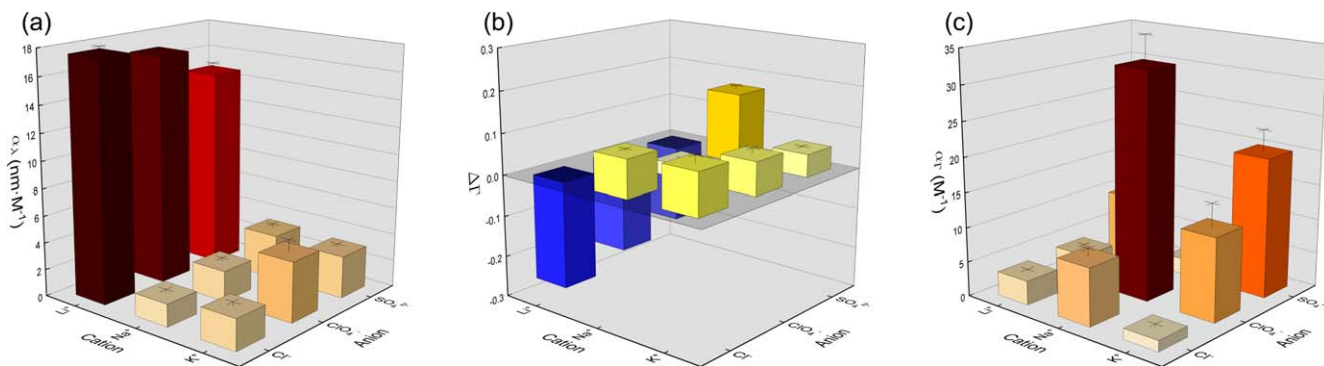 (a)
αλ (nm·M⁻¹)
18
16
14
12
10
8
6
4
2
0
Li⁺
Na⁺
K⁺
Cation
Cl⁻
ClO₄⁻
SO₄²⁻
Anion
(b)
ΔΓ
0.3
0.2
0.1
0.0
-0.1
-0.2
-0.3
Li⁺
Na⁺
K⁺
Cation
Cl⁻
ClO₄⁻
SO₄²⁻
Anion
(c)
αΓ (M⁻¹)
35
30
25
20
15
10
5
0
Li⁺
Na⁺
K⁺
Cation
Cl⁻
ClO₄⁻
SO₄²⁻
Anion